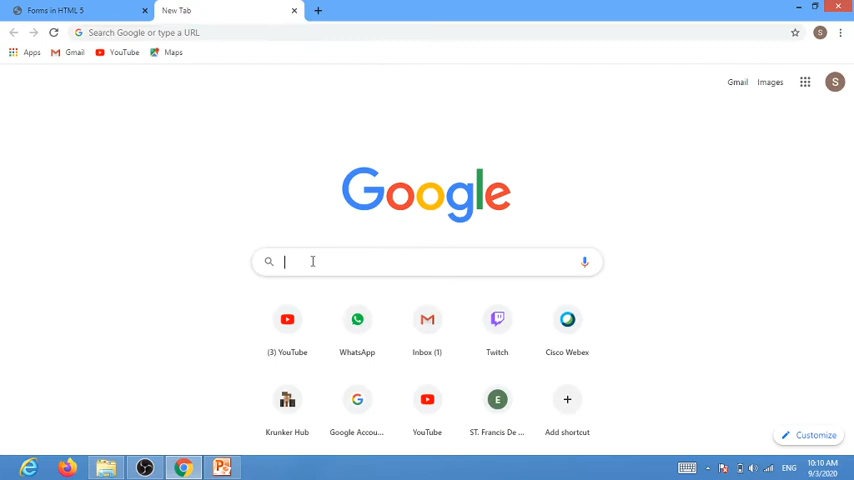 Forms in HTML 5
New Tab
Search Google or type a URL
S
Apps
Gmail
YouTube
Maps
Gmail
Images
S
Google
(3) YouTube
WhatsApp
Inbox (1)
Twitch
Cisco Webex
E
Krunker Hub
Google Accou...
YouTube
ST. Francis De ...
Add shortcut
Customize
ENG
10:10 AM
9/3/2020